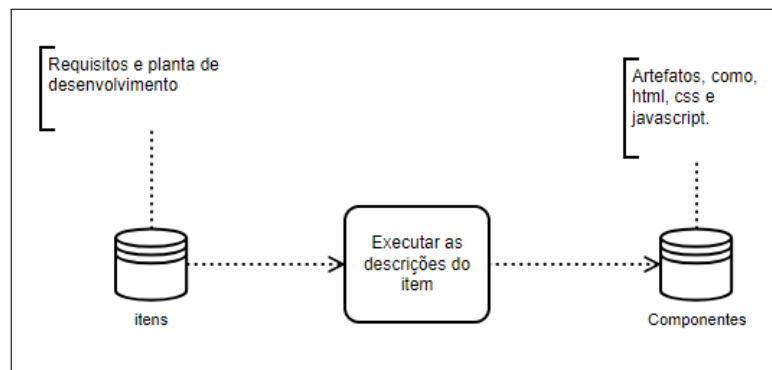 Requisitos e planta de
desenvolvimento
Artefatos, como,
html, css e
javascript.
Executar as
descrições do
item
itens
Componentes